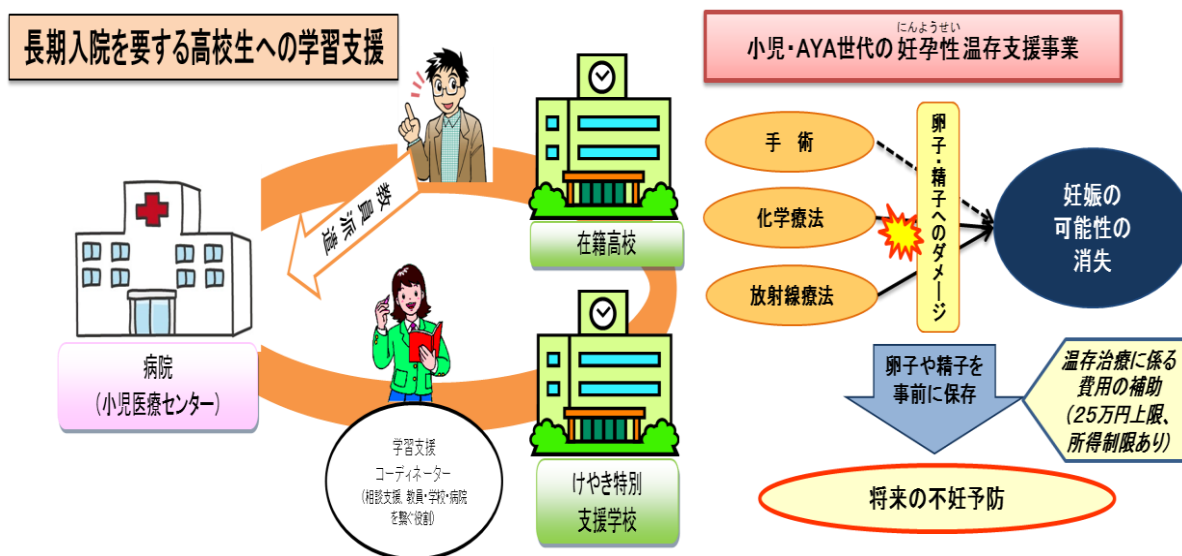 長期入院を要する高校生への学習支援
教員派遣
在籍高校
病院
(小児医療センター)
学習支援
コーディネーター
(相談支援、教員・学校・病院
を繋ぐ役割)
けやき特別
支援学校
にんようせい
小児・AYA世代の妊孕性温存支援事業
手 術
化学療法
放射線療法
卵子・精子へのダメージ
妊娠の
可能性の
消失
卵子や精子を
事前に保存
温存治療に係る
費用の補助
(25万円上限、
所得制限あり)
将来の不妊予防